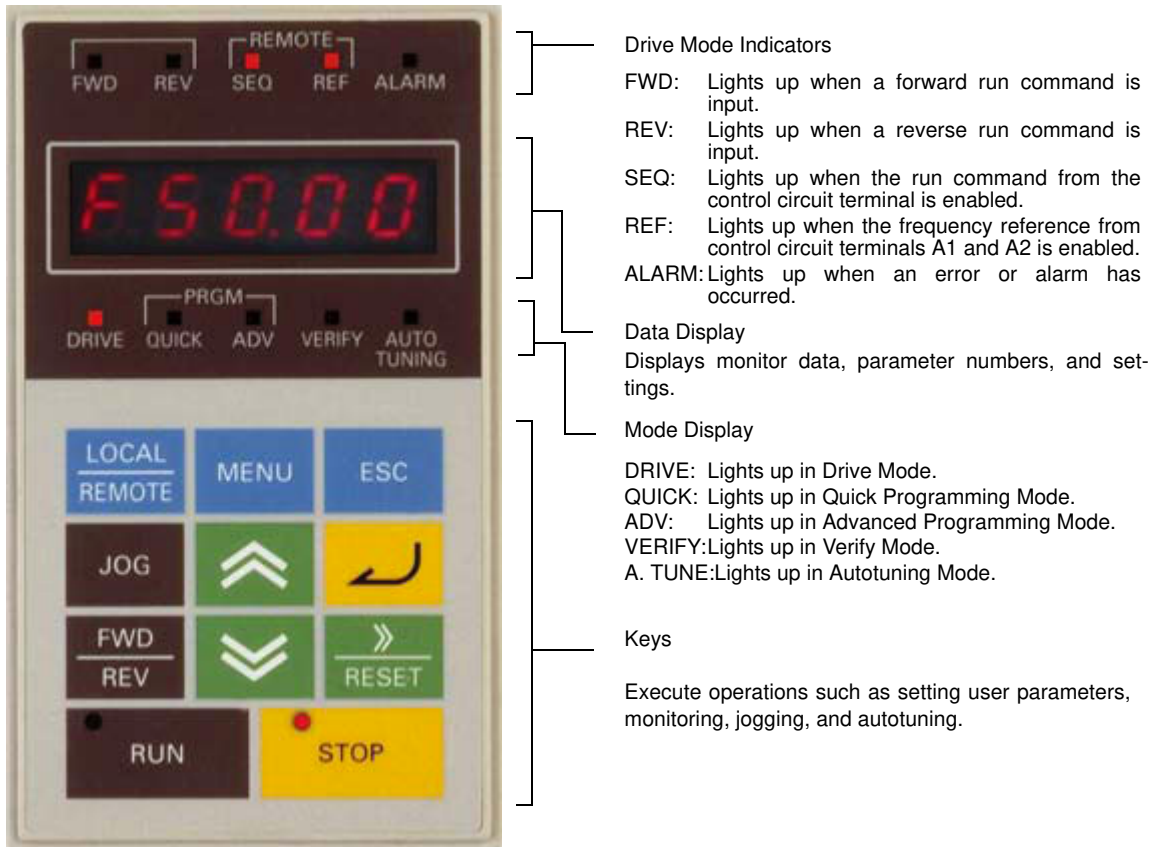 REMOTE
FWD REV SEQ REF ALARM
F50.00
PRGM
DRIVE QUICK ADV VERIFY AUTO TUNING
LOCAL
REMOTE
MENU
ESC
JOG
FWD
REV
RESET
RUN
STOP
Drive Mode Indicators
FWD: Lights up when a forward run command is
input.
REV: Lights up when a reverse run command is
input.
SEQ: Lights up when the run command from the
control circuit terminal is enabled.
REF: Lights up when the frequency reference from
control circuit terminals A1 and A2 is enabled.
ALARM: Lights up when an error or alarm has
occurred.
Data Display
Displays monitor data, parameter numbers, and set-
tings.
Mode Display
DRIVE: Lights up in Drive Mode.
QUICK: Lights up in Quick Programming Mode.
ADV: Lights up in Advanced Programming Mode.
VERIFY:Lights up in Verify Mode.
A. TUNE:Lights up in Autotuning Mode.
Keys
Execute operations such as setting user parameters,
monitoring, jogging, and autotuning.